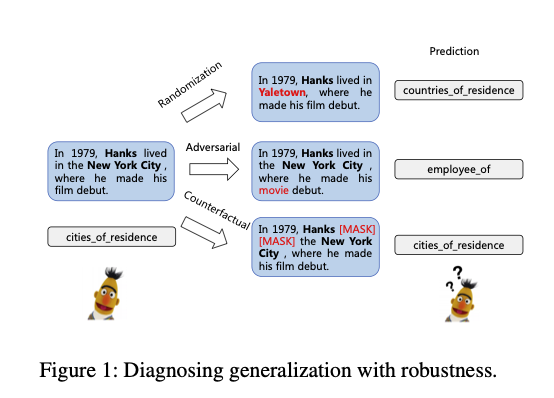 Prediction
Randomization
In 1979, Hanks lived in
Yaletown, where he
made his film debut.
countries_of_residence
In 1979, Hanks lived
in the New York City ,
where he made his
film debut.
cities_of_residence
Adversarial
In 1979, Hanks lived in
the New York City ,
where he made his
movie debut.
employee_of
Counterfactual
In 1979, Hanks [MASK]
[MASK] the New York
City , where he made
his film debut.
cities_of_residence
? ? ?
Figure 1: Diagnosing generalization with robustness.